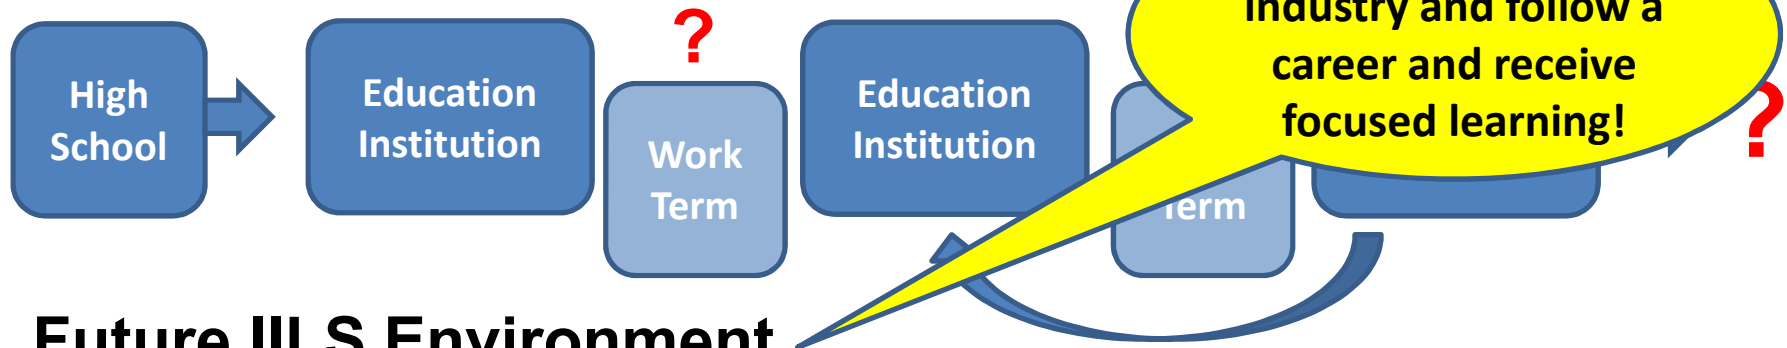 High
School
Education
Institution
?
Work
Term
Education
Institution
Term
industry and follow a
career and receive
focused learning!
?
Future IILS Environment